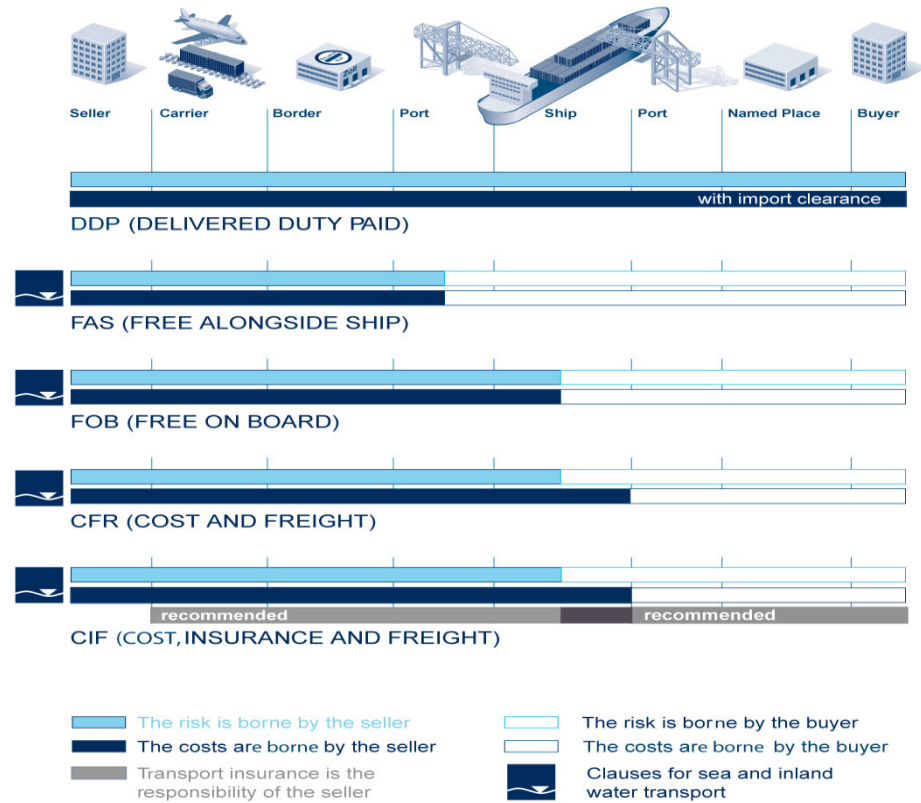 Zoll
Seller Carrier Border Port Ship Port Named Place Buyer
with import clearance
DDP (DELIVERED DUTY PAID)
FAS (FREE ALONGSIDE SHIP)
FOB (FREE ON BOARD)
CFR (COST AND FREIGHT)
recommended recommended
CIF (COST, INSURANCE AND FREIGHT)
The risk is borne by the seller
The risk is borne by the buyer
The costs are borne by the seller
The costs are borne by the buyer
Transport insurance is the
responsibility of the seller
Clauses for sea and inland
water transport